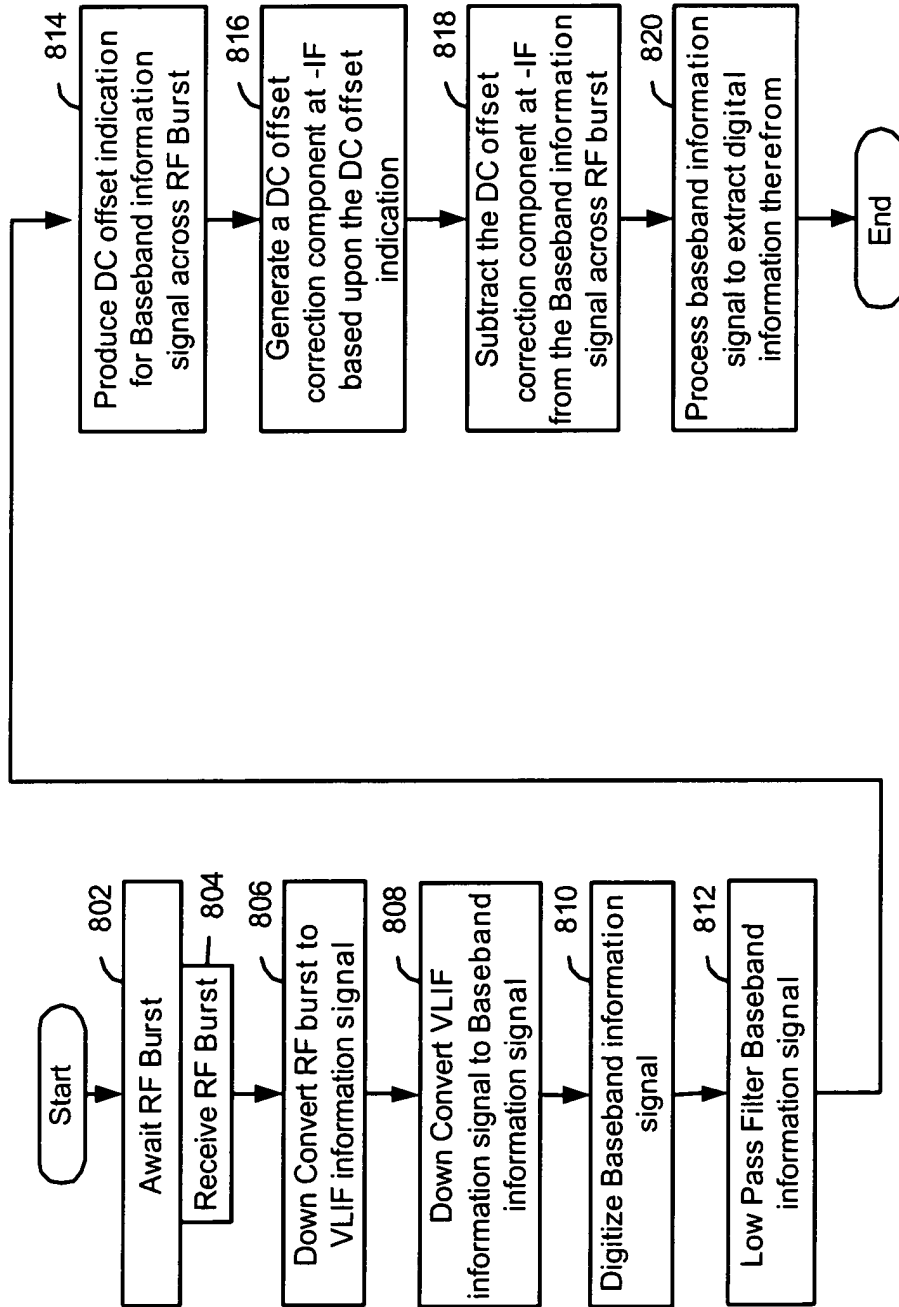 Start
802
Await RF Burst
804
Receive RF Burst
806
Down Convert RF burst to
VLIF information signal
808
Down Convert VLIF
information signal to Baseband
information signal
810
Digitize Baseband information
signal
812
Low Pass Filter Baseband
information signal
814
Produce DC offset indication
for Baseband information
signal across RF Burst
816
Generate a DC offset
correction component at -IF
based upon the DC offset
indication
818
Subtract the DC offset
correction component at -IF
from the Baseband information
signal across RF burst
820
Process baseband information
signal to extract digital
information therefrom
End